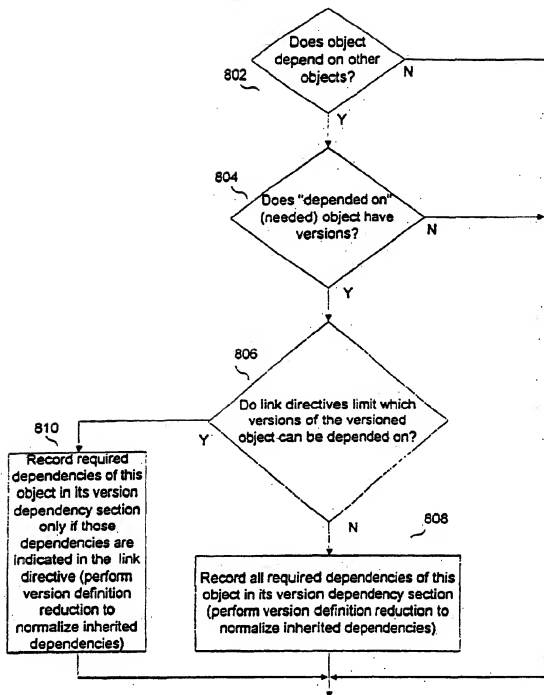 Does object
depend on other
objects?
N
802
Y
804
Does "depended on"
(needed) object have
versions?
N
Y
806
Do link directives limit which
versions of the versioned
object can be depended on?
Y
810
Record required
dependencies of this
object in its version
dependency section
only if those
dependencies are
indicated in the link
directive (perform
version definition
reduction to
normalize inherited
dependencies)
N
808
Record all required dependencies of this
object in its version dependency section
(perform version definition reduction to
normalize inherited dependencies)